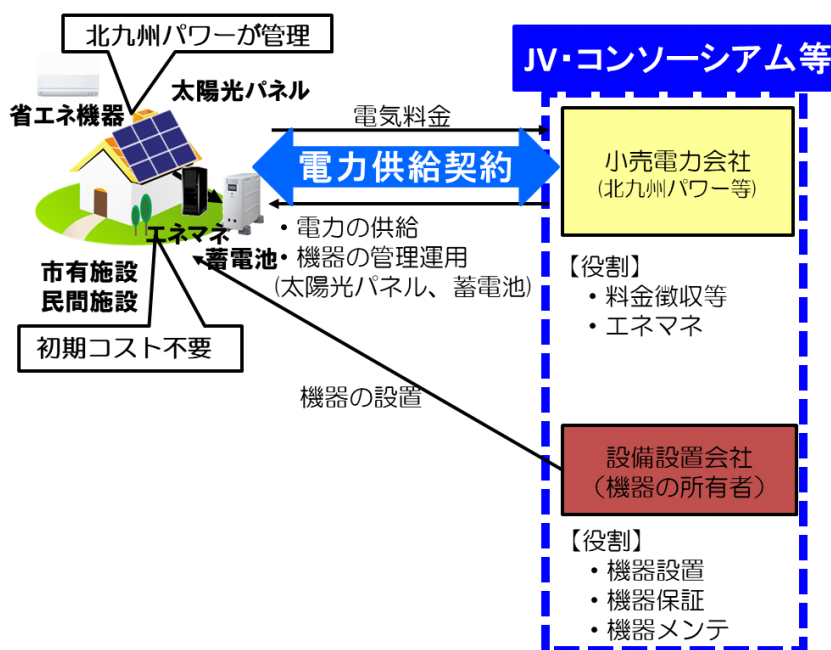 北九州パワーが管理
省エネ機器
太陽光パネル
エネマネ
蓄電池
市有施設
民間施設
初期コスト不要
電気料金
電力供給契約
・電力の供給
・機器の管理運用
(太陽光パネル、蓄電池)
機器の設置
JV・コンソーシアム等
小売電力会社
(北九州パワー等)
【役割】
・料金徴収等
・エネマネ
設備設置会社
(機器の所有者)
【役割】
・機器設置
・機器保証
・機器メンテ